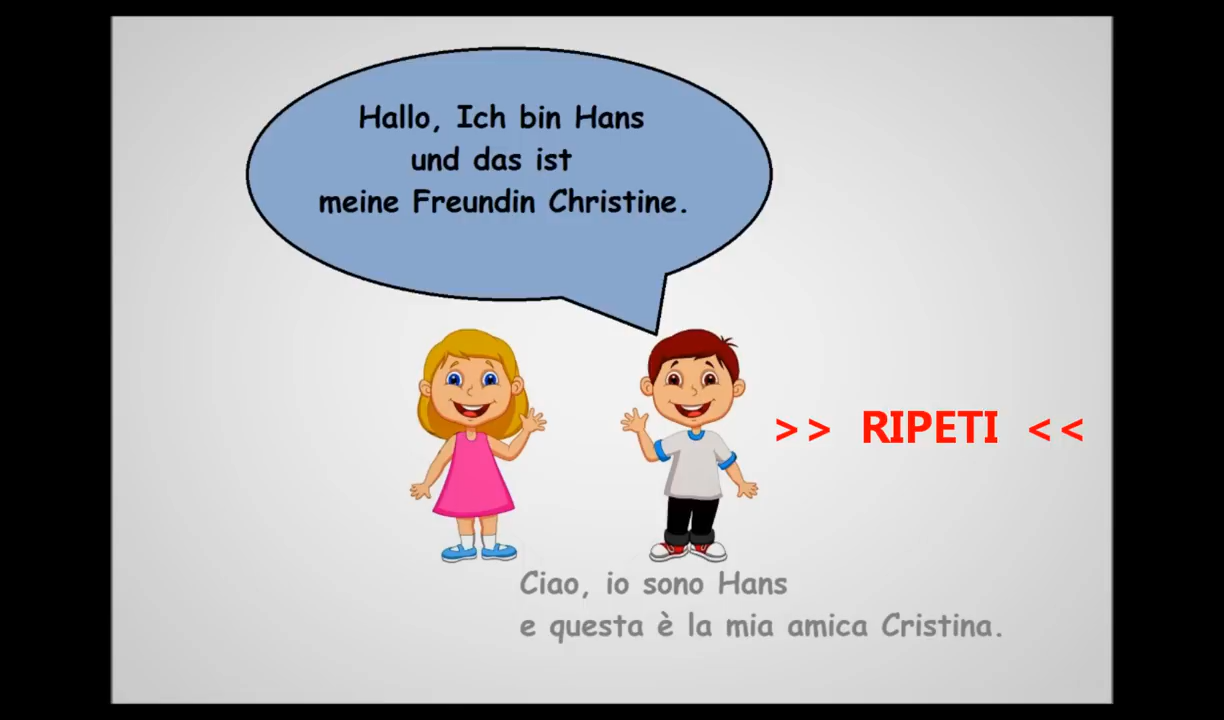 Hallo, Ich bin Hans
und das ist
meine Freundin Christine.
>> RIPETI <<
Ciao, io sono Hans
e questa è la mia amica Cristina.